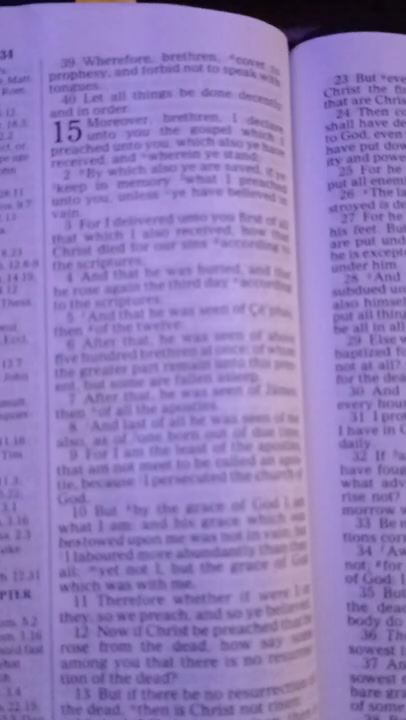 34
39 Wherefore, brethren, covet to
prophesy, and forbid not to speak with
tongues.
40 Let all things be done decently
and in order.
15 Moreover, brethren, I declare
unto you the gospel which I
preached unto you, which also ye have
received, and wherein ye stand;
2 By which also ye are saved, if ye
keep in memory what I preached
unto you, unless ye have believed in
vain.
3 For I delivered unto you first of all
that which I also received, how that
Christ died for our sins according to
the scriptures;
4 And that he was buried, and that
he rose again the third day according
to the scriptures:
5 And that he was seen of Ce'phas,
then of the twelve:
6 After that, he was seen of above
five hundred brethren at once; of whom
the greater part remain unto this pres-
ent, but some are fallen asleep.
7 After that, he was seen of James;
then of all the apostles.
8 And last of all he was seen of me
also, as of one born out of due time.
9 For I am the least of the apostles,
that am not meet to be called an apos-
tle, because I persecuted the church of
God.
10 But by the grace of God I am
what I am: and his grace which was
bestowed upon me was not in vain; but
I laboured more abundantly than they
all: yet not I, but the grace of God
which was with me.
11 Therefore whether it were I or
they, so we preach, and so ye believed.
12 Now if Christ be preached that he
rose from the dead, how say some
among you that there is no resurrec-
tion of the dead?
13 But if there be no resurrection of
the dead, then is Christ not risen:
23 But eve
Christ the fi
that are Chris
24 Then co
shall have de
to God, even
have put dow
ity and powe
25 For he
put all enem
26 The la
stroyed is de
27 For he
his feet. But
are put und
he is except
under him
28 And
subdued un
also himse
put all thin
be all in all
29 Else w
baptized fo
not at all?
for the dea
30 And
every hour
31 I pro
I have in C
daily.
32 If a
have foug
what adv
rise not?
morrow w
33 Be n
tions cor
34 Aw
not; for
of God: I
35 But
the dead
body do
36 Th
sowest i
37 An
sowest n
bare gra
of some